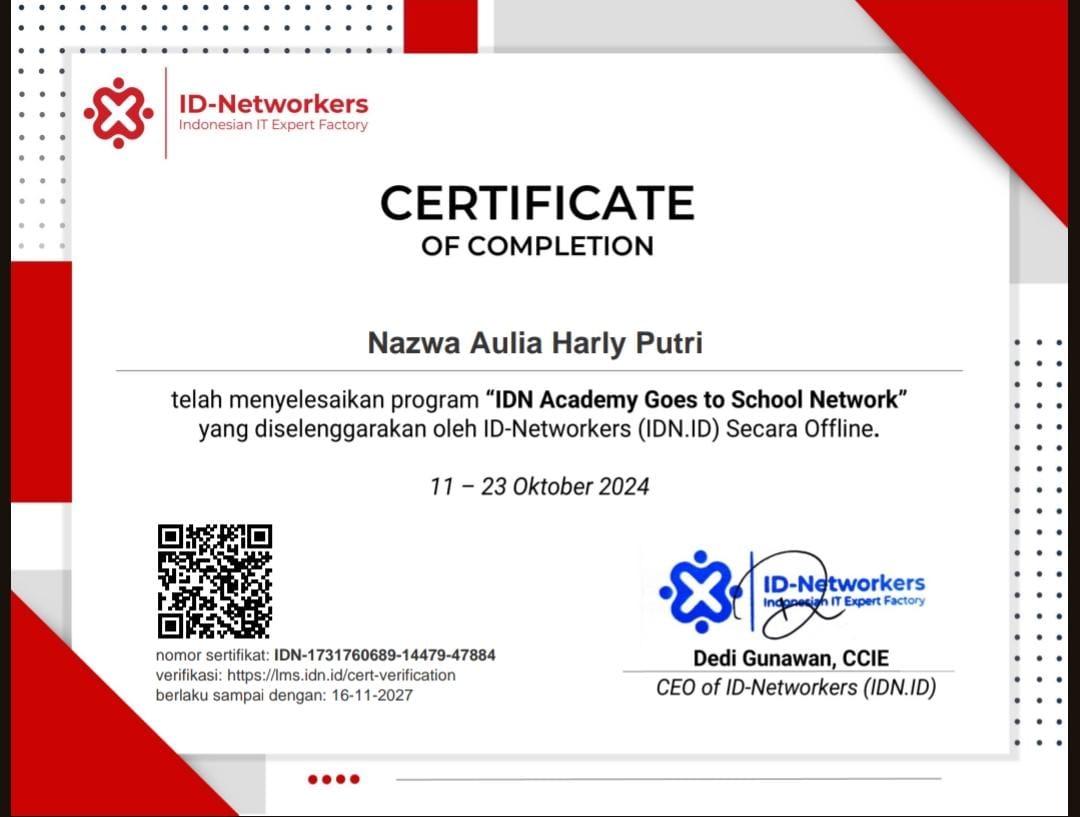 ID-Networkers
Indonesian IT Expert Factory
CERTIFICATE
OF COMPLETION
Nazwa Aulia Harly Putri
telah menyelesaikan program “IDN Academy Goes to School Network”
yang diselenggarakan oleh ID-Networkers (IDN.ID) Secara Offline.
11 – 23 Oktober 2024
nomor sertifikat: IDN-1731760689-14479-47884
verifikasi: https://lms.idn.id/cert-verification
berlaku sampai dengan: 16-11-2027
ID-Networkers
Indonesian IT Expert Factory
Dedi Gunawan, CCIE
CEO of ID-Networkers (IDN.ID)